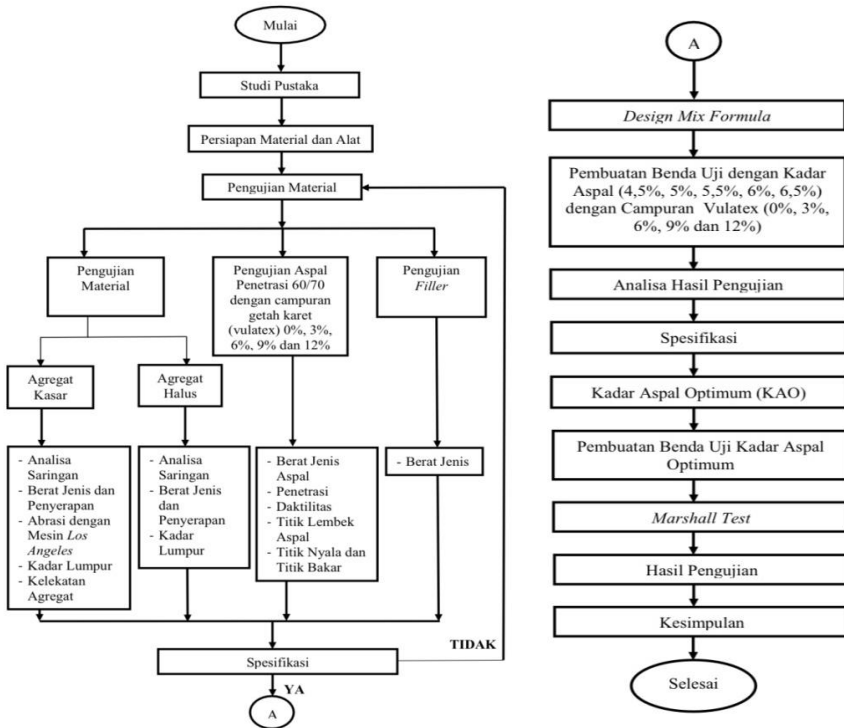 Mulai
Studi Pustaka
Persiapan Material dan Alat
Pengujian Material
Pengujian
Material
Pengujian Aspal
Penetrasi 60/70
dengan campuran
getah karet
(vulatex) 0%, 3%,
6%, 9% dan 12%
Pengujian
Filler
Agregat
Kasar
Agregat
Halus
- Analisa
Saringan
- Berat Jenis dan
Penyerapan
- Abrasi dengan
Mesin Los
Angeles
- Kadar Lumpur
- Kelekatan
Agregat
- Analisa
Saringan
- Berat Jenis
dan
Penyerapan
- Kadar
Lumpur
- Berat Jenis
Aspal
- Penetrasi
- Daktilitas
- Titik Lembek
Aspal
- Titik Nyala dan
Titik Bakar
- Berat Jenis
Spesifikasi
TIDAK
YA
A
A
Design Mix Formula
Pembuatan Benda Uji dengan Kadar
Aspal (4,5%, 5%, 5,5%, 6%, 6,5%)
dengan Campuran Vulatex (0%, 3%,
6%, 9% dan 12%)
Analisa Hasil Pengujian
Spesifikasi
Kadar Aspal Optimum (KAO)
Pembuatan Benda Uji Kadar Aspal
Optimum
Marshall Test
Hasil Pengujian
Kesimpulan
Selesai